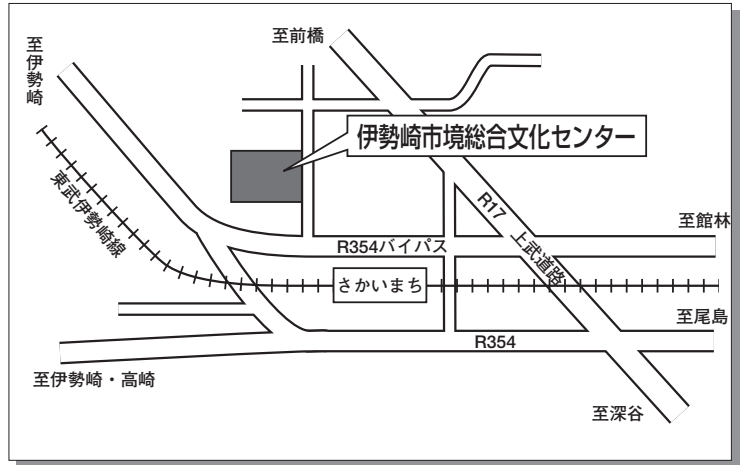 至前橋
至伊勢崎
伊勢崎市境総合文化センター
東武伊勢崎線
R17 上武道路
至館林
R354バイパス
さかいまち
至尾島
R354
至伊勢崎・高崎
至深谷